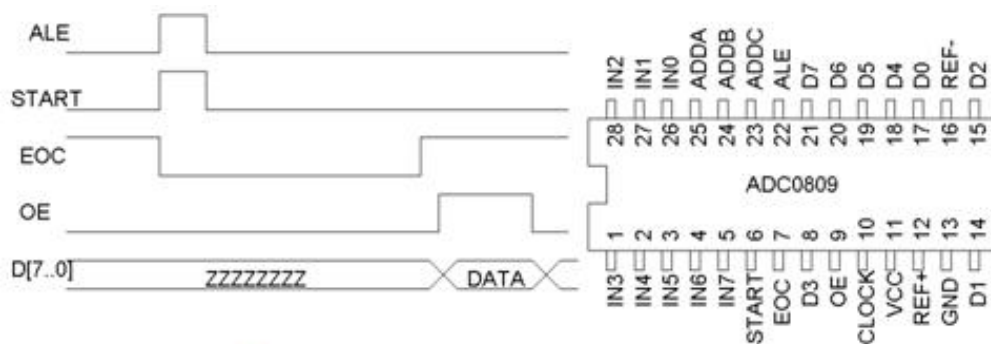 ALE
START
EOC
OE
D[7..0]
ZZZZZZZZ
DATA
IN2 IN1 IN0 ADDA ADDB ADDC ALE D7 D6 D5 D4 D0 REF- D2
28 27 26 25 24 23 22 21 20 19 18 17 16 15
ADC0809
1 2 3 4 5 6 7 8 9 10 11 12 13 14
IN3 IN4 IN5 IN6 IN7 START EOC D3 OE CLOCK VCC REF+ GND D1